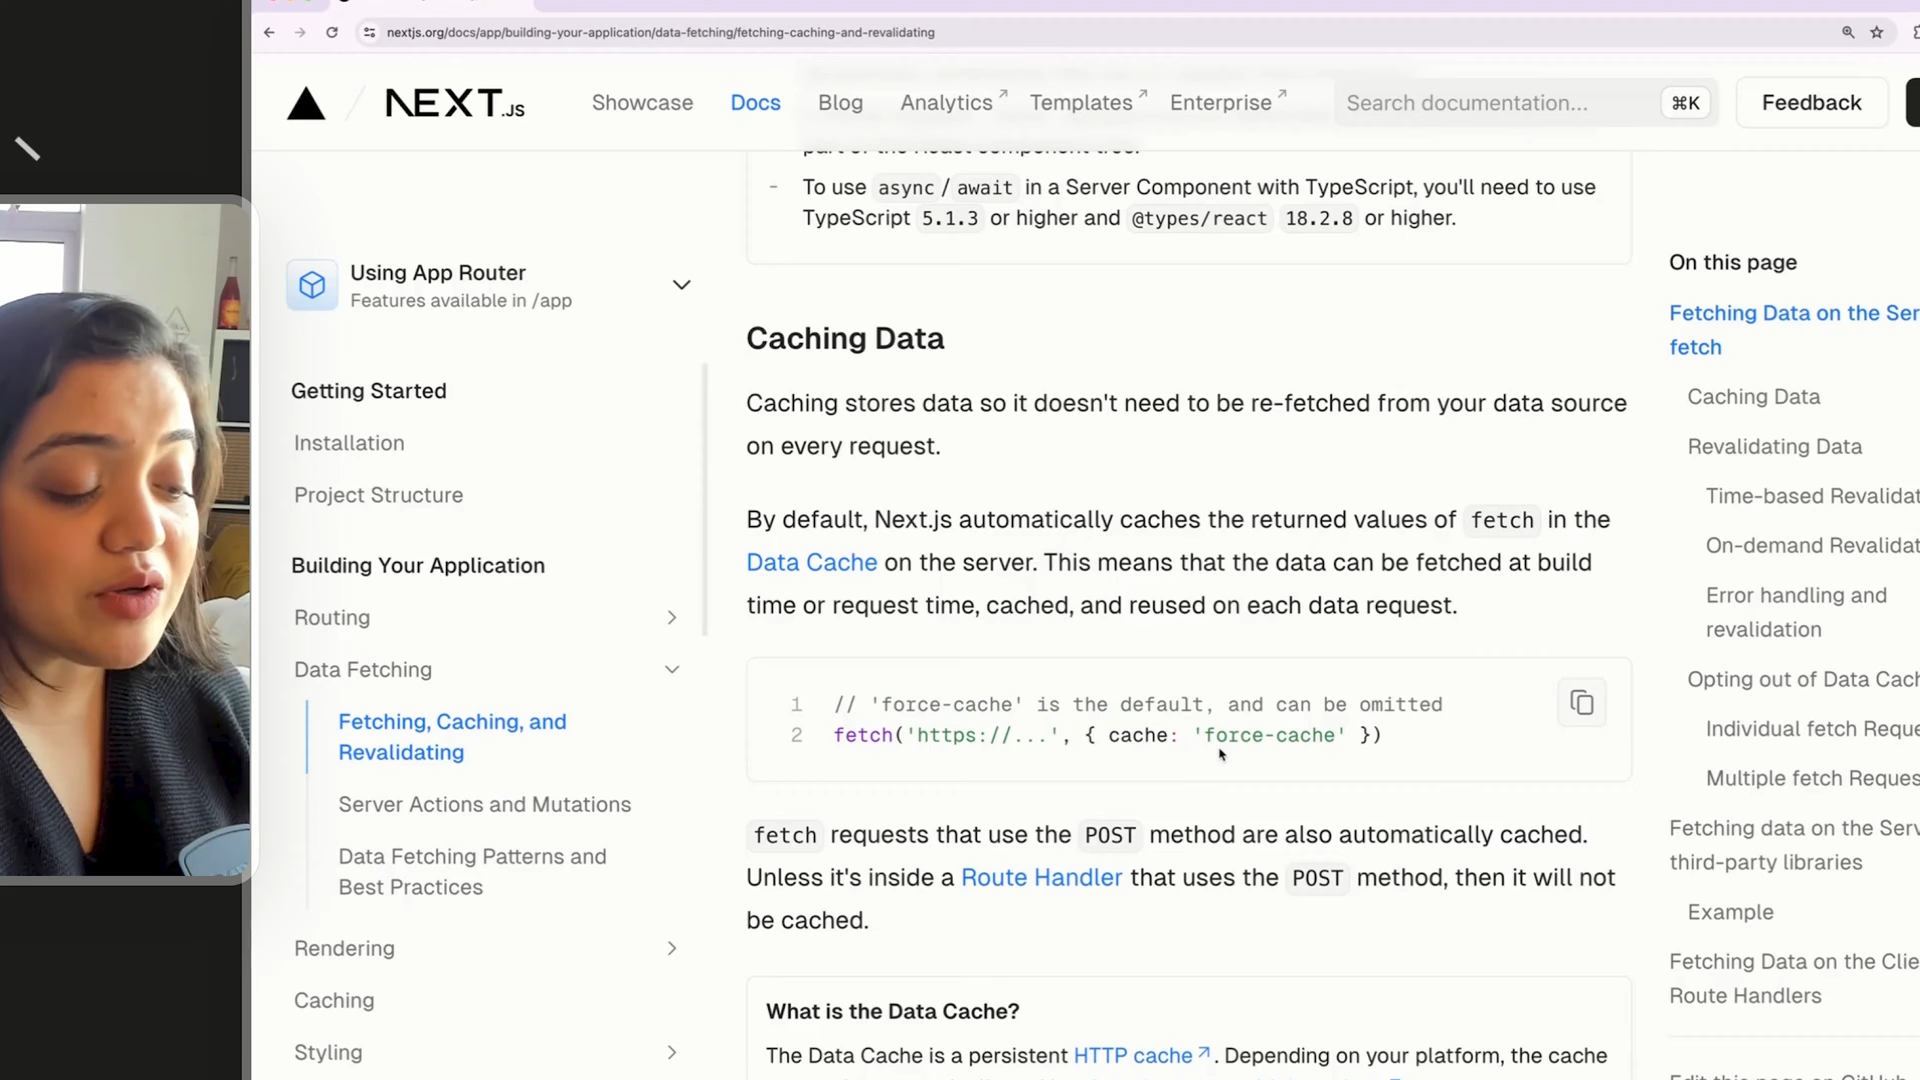 nextjs.org/docs/app/building-your-application/data-fetching/fetching-caching-and-revalidating
NEXT.JS
Showcase
Docs
Blog
Analytics
Templates
Enterprise
Search documentation...
⌘K
Feedback
Using App Router
Features available in /app
Getting Started
Installation
Project Structure
Building Your Application
Routing
Data Fetching
Fetching, Caching, and
Revalidating
Server Actions and Mutations
Data Fetching Patterns and
Best Practices
Rendering
Caching
Styling
- To use async / await in a Server Component with TypeScript, you'll need to use
TypeScript 5.1.3 or higher and @types/react 18.2.8 or higher.
Caching Data
Caching stores data so it doesn't need to be re-fetched from your data source
on every request.
By default, Next.js automatically caches the returned values of fetch in the
Data Cache on the server. This means that the data can be fetched at build
time or request time, cached, and reused on each data request.
1 // 'force-cache' is the default, and can be omitted
2 fetch('https://...', { cache: 'force-cache' })
fetch requests that use the POST method are also automatically cached.
Unless it's inside a Route Handler that uses the POST method, then it will not
be cached.
What is the Data Cache?
The Data Cache is a persistent HTTP cache. Depending on your platform, the cache
On this page
Fetching Data on the Ser
fetch
Caching Data
Revalidating Data
Time-based Revalidat
On-demand Revalidat
Error handling and
revalidation
Opting out of Data Cach
Individual fetch Reque
Multiple fetch Reques
Fetching data on the Serv
third-party libraries
Example
Fetching Data on the Clie
Route Handlers